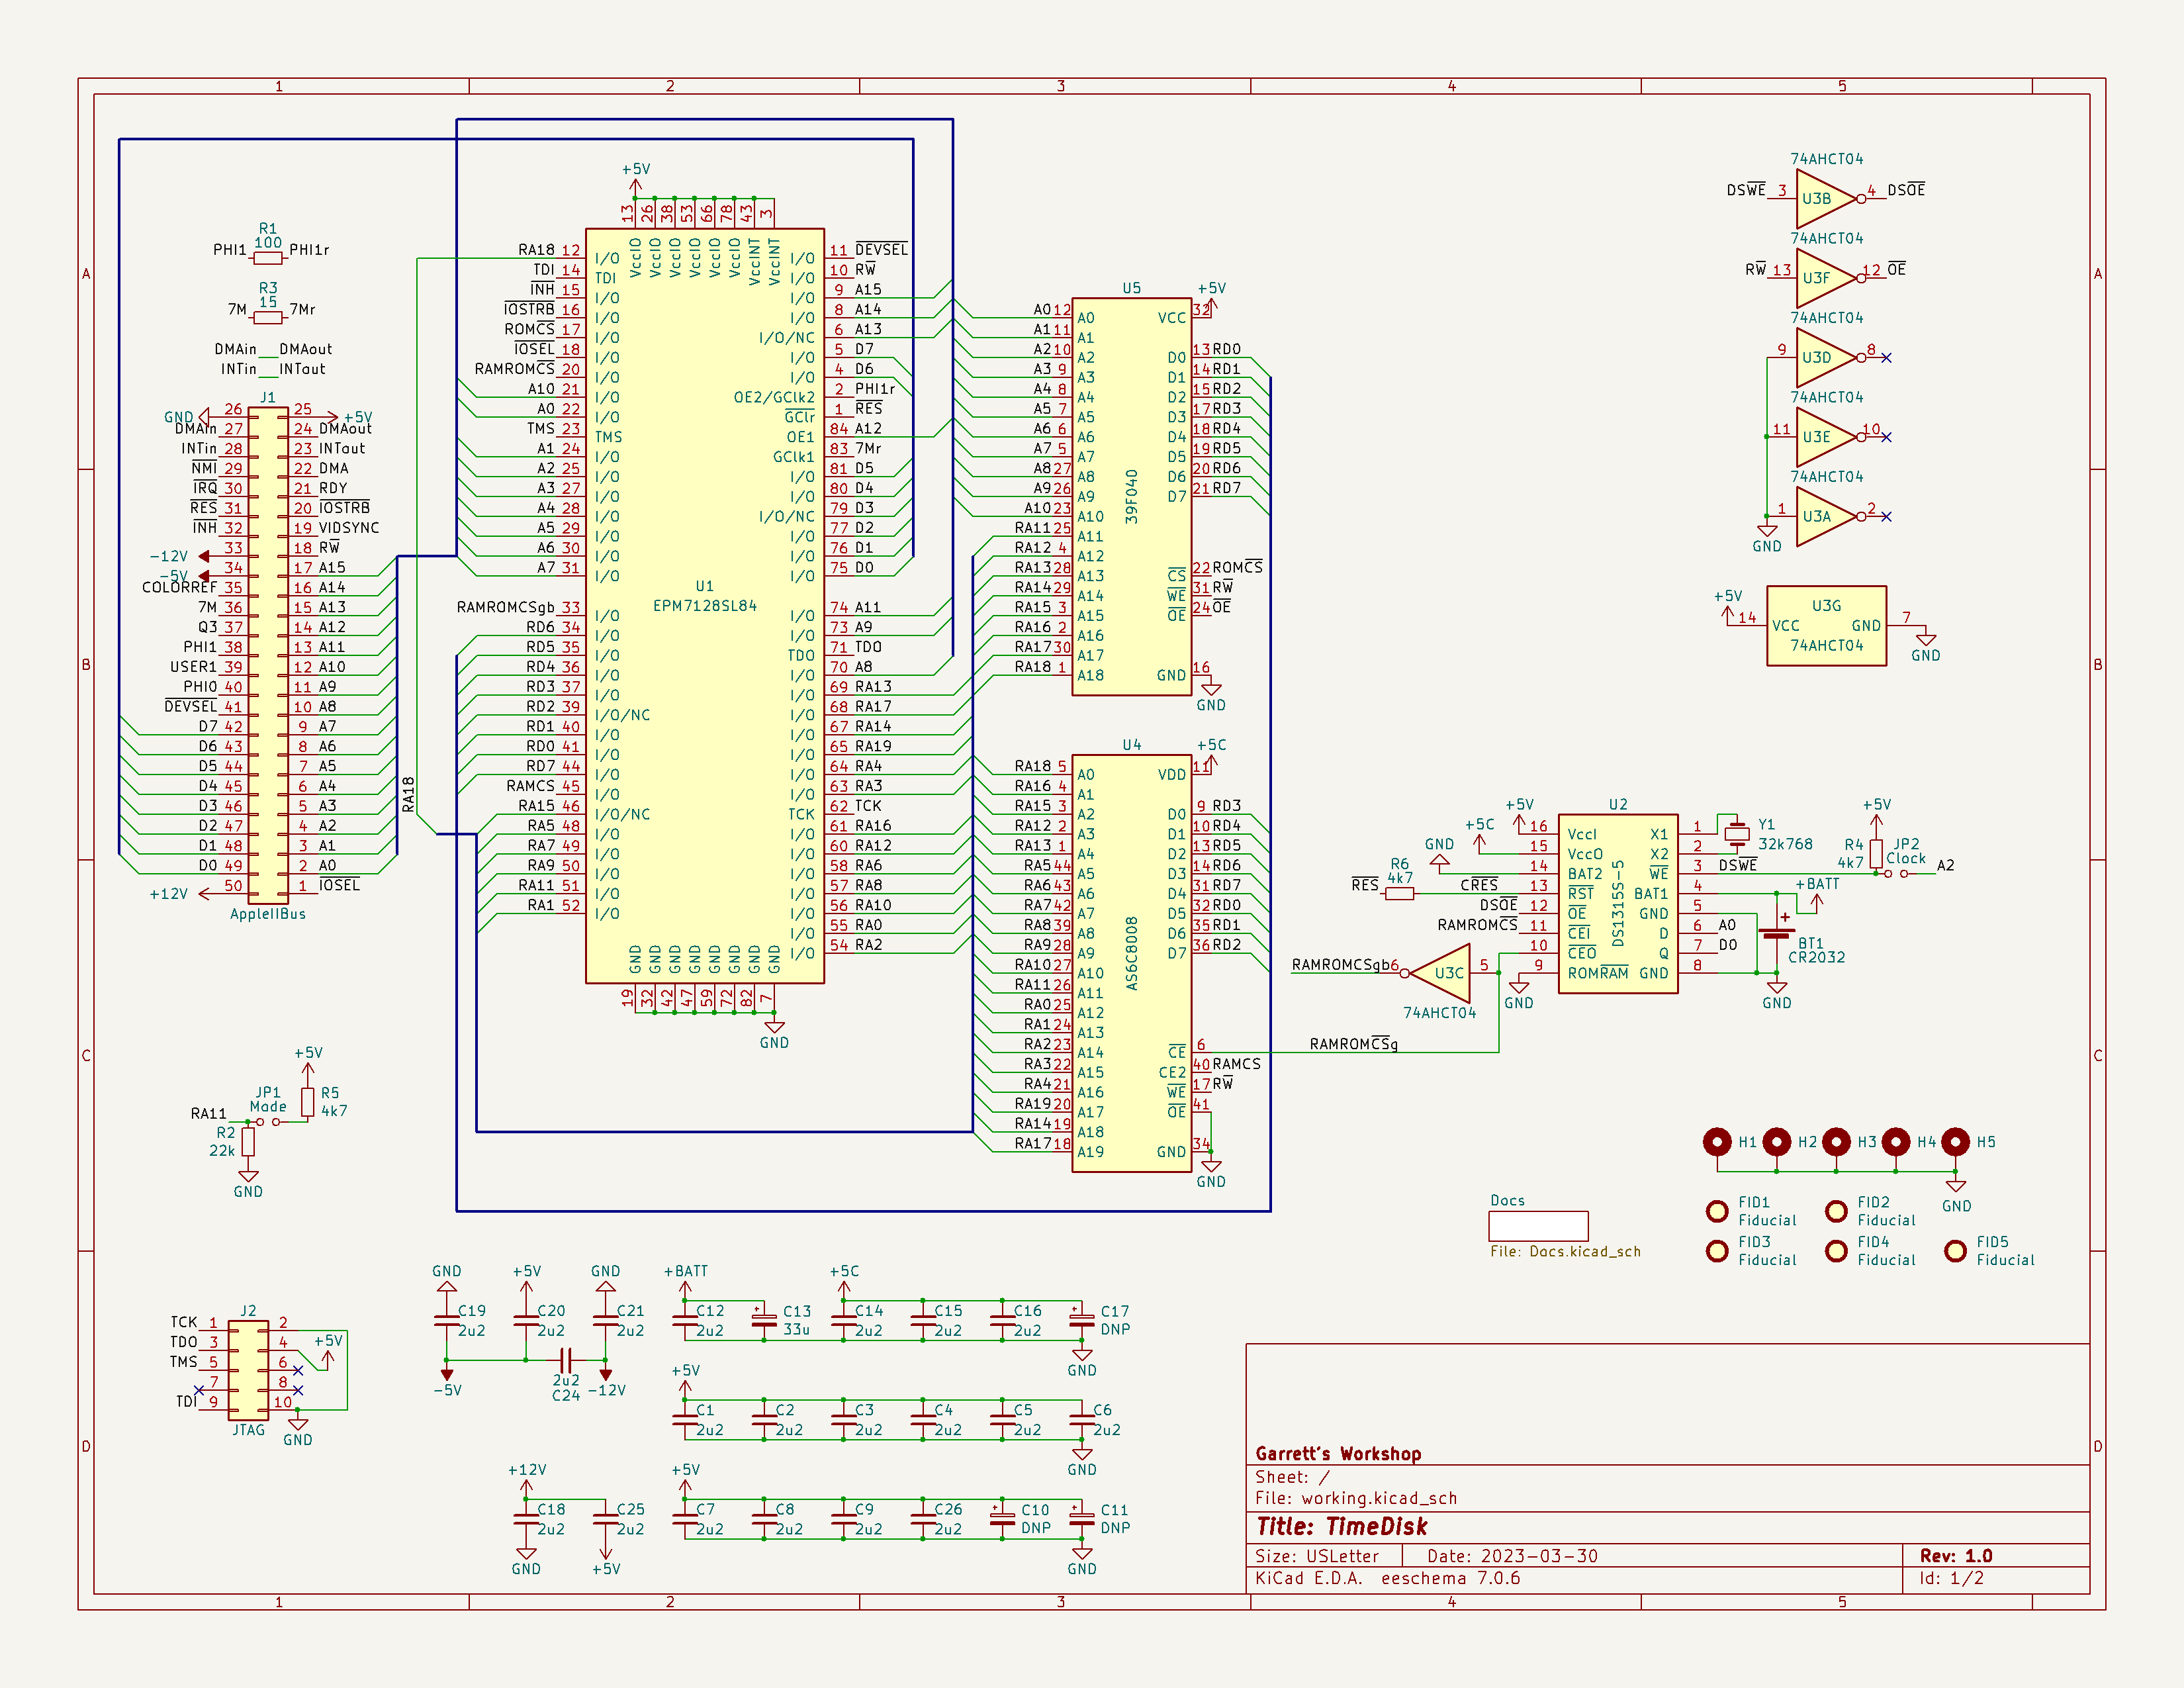 1 2 3 4 5
A
B
C
D
R1
100
PHI1 PHI1r
R3
15
7M 7Mr
DMAin DMAout
INTin INTout
J1
GND 26 25 +5V
DMAin 27 24 DMAout
INTin 28 23 INTout
NMI 29 22 DMA
IRQ 30 21 RDY
RES 31 20 IOSTRB
INH 32 19 VIDSYNC
-12V 33 18 RW
-5V 34 17 A15
COLORREF 35 16 A14
7M 36 15 A13
Q3 37 14 A12
PHI1 38 13 A11
USER1 39 12 A10
PHI0 40 11 A9
DEVSEL 41 10 A8
D7 42 9 A7
D6 43 8 A6
D5 44 7 A5
D4 45 6 A4
D3 46 5 A3
D2 47 4 A2
D1 48 3 A1
D0 49 2 A0
+12V 50 1 IOSEL
AppleIIBus
RA18
+5V
13 26 38 53 66 78 43 3
VccIO VccIO VccIO VccIO VccIO VccIO VccINT VccINT
RA18 12 I/O I/O 11 DEVSEL
TDI 14 TDI I/O 10 RW
INH 15 I/O I/O 9 A15
IOSTRB 16 I/O I/O 8 A14
ROMCS 17 I/O I/O/NC 6 A13
IOSEL 18 I/O I/O 5 D7
RAMROMCS 20 I/O I/O 4 D6
A10 21 I/O OE2/GClk2 2 PHI1r
A0 22 I/O GClr 1 RES
TMS 23 TMS OE1 84 A12
A1 24 I/O GClk1 83 7Mr
A2 25 I/O I/O 81 D5
A3 27 I/O I/O 80 D4
A4 28 I/O I/O/NC 79 D3
A5 29 I/O I/O 77 D2
A6 30 I/O I/O 76 D1
A7 31 I/O I/O 75 D0
U1
EPM7128SL84
RAMROMCSgb 33 I/O I/O 74 A11
RD6 34 I/O I/O 73 A9
RD5 35 I/O TDO 71 TDO
RD4 36 I/O I/O 70 A8
RD3 37 I/O I/O 69 RA13
RD2 39 I/O/NC I/O 68 RA17
RD1 40 I/O I/O 67 RA14
RD0 41 I/O I/O 65 RA19
RD7 44 I/O I/O 64 RA4
RAMCS 45 I/O I/O 63 RA3
RA15 46 I/O/NC TCK 62 TCK
RA5 48 I/O I/O 61 RA16
RA7 49 I/O I/O 60 RA12
RA9 50 I/O I/O 58 RA6
RA11 51 I/O I/O 57 RA8
RA1 52 I/O I/O 56 RA10
I/O 55 RA0
I/O 54 RA2
GND GND GND GND GND GND GND GND
19 32 42 47 59 72 82 7
GND
U5
39F040
+5V
A0 12 A0 VCC 32
A1 11 A1
A2 10 A2 D0 13 RD0
A3 9 A3 D1 14 RD1
A4 8 A4 D2 15 RD2
A5 7 A5 D3 17 RD3
A6 6 A6 D4 18 RD4
A7 5 A7 D5 19 RD5
A8 27 A8 D6 20 RD6
A9 26 A9 D7 21 RD7
A10 23 A10
RA11 25 A11
RA12 4 A12
RA13 28 A13 CS 22 ROMCS
RA14 29 A14 WE 31 RW
RA15 3 A15 OE 24 OE
RA16 2 A16
RA17 30 A17
RA18 1 A18 GND 16
GND
U4
AS6C8008
+5C
RA18 5 A0 VDD 11
RA16 4 A1
RA15 3 A2 D0 9 RD3
RA12 2 A3 D1 10 RD4
RA13 1 A4 D2 13 RD5
RA5 44 A5 D3 14 RD6
RA6 43 A6 D4 31 RD7
RA7 42 A7 D5 32 RD0
RA8 39 A8 D6 35 RD1
RA9 28 A9 D7 36 RD2
RA10 27 A10
RA11 26 A11
RA0 25 A12
RA1 24 A13
RA2 23 A14 CE 6 RAMROMCSg
RA3 22 A15 CE2 40 RAMCS
RA4 21 A16 WE 17 RW
RA19 20 A17 OE 41
RA14 19 A18
RA17 18 A19 GND 34
GND
74AHCT04
DSWE 3 U3B 4 DSOE
74AHCT04
RW 13 U3F 12 OE
74AHCT04
9 U3D 8
74AHCT04
11 U3E 10
74AHCT04
1 U3A 2
GND
+5V
U3G
14 VCC GND 7
74AHCT04
GND
U2
DS1315S-5
+5V 16 VccI X1 1
+5C 15 VccO X2 2
GND 14 BAT2 WE 3 DSWE
RES R6 4k7 CRES 13 RST BAT1 4
DSOE 12 OE GND 5
RAMROMCS 11 CEI D 6 A0
10 CEO Q 7 D0
9 ROMRAM GND 8
GND
Y1
32k768
+5V
R4
4k7
JP2
Clock
A2
+BATT
+
BT1
CR2032
GND
RAMROMCSgb 6 U3C 5
74AHCT04
+5V
JP1
Mode
R5
4k7
RA11
R2
22k
GND
H1 H2 H3 H4 H5
GND
FID1
Fiducial
FID2
Fiducial
FID3
Fiducial
FID4
Fiducial
FID5
Fiducial
Docs
File: Docs.kicad_sch
J2
TCK 1 2
TDO 3 4 +5V
TMS 5 6
7 8
TDI 9 10
JTAG
GND
GND +5V GND
C19 2u2
C20 2u2
C21 2u2
2u2
C24
-5V -12V
+BATT
C12 2u2
C13 33u
+5C
C14 2u2
C15 2u2
C16 2u2
C17 DNP
GND
+5V
C1 2u2
C2 2u2
C3 2u2
C4 2u2
C5 2u2
C6 2u2
GND
+12V
C18 2u2
C25 2u2
GND +5V
+5V
C7 2u2
C8 2u2
C9 2u2
C26 2u2
C10 DNP
C11 DNP
GND
Garrett's Workshop
Sheet: /
File: working.kicad_sch
Title: TimeDisk
Size: USLetter Date: 2023-03-30 Rev: 1.0
KiCad E.D.A. eeschema 7.0.6 Id: 1/2
1 2 3 4 5
A
B
C
D